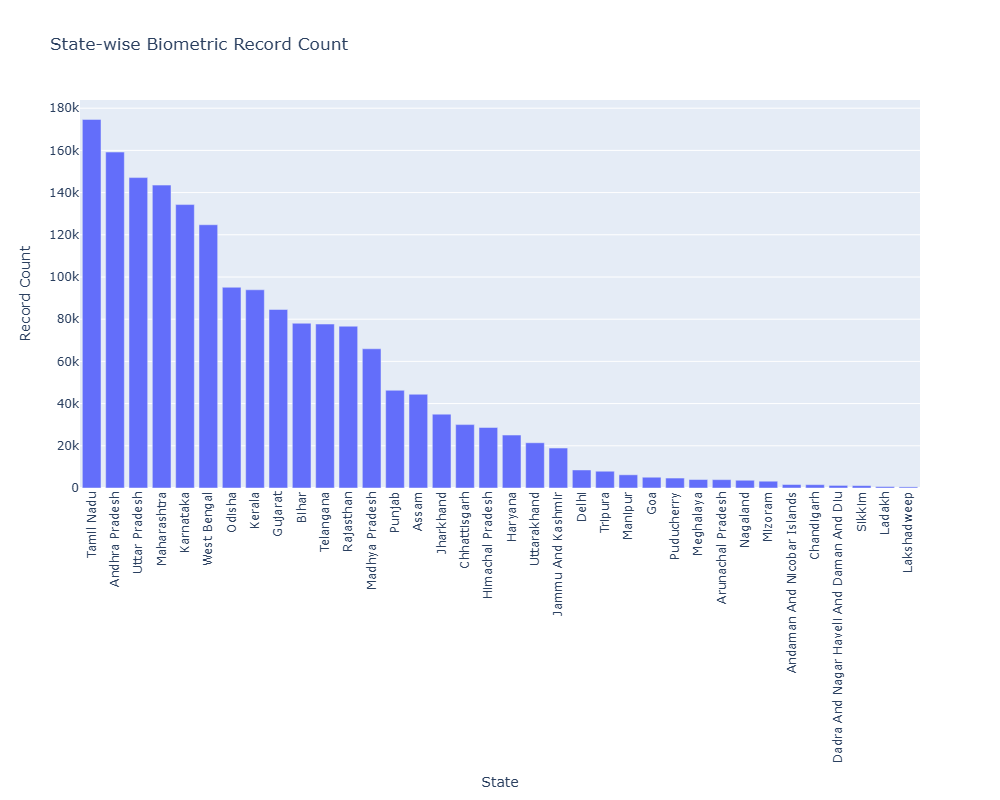 State-wise Biometric Record Count
180k
160k
140k
120k
100k
80k
60k
40k
20k
0
Record Count
Tamil Nadu
Andhra Pradesh
Uttar Pradesh
Maharashtra
Karnataka
West Bengal
Odisha
Kerala
Gujarat
Bihar
Telangana
Rajasthan
Madhya Pradesh
Punjab
Assam
Jharkhand
Chhattisgarh
Himachal Pradesh
Haryana
Uttarakhand
Jammu And Kashmir
Delhi
Tripura
Manipur
Goa
Puducherry
Meghalaya
Arunachal Pradesh
Nagaland
Mizoram
Andaman And Nicobar Islands
Chandigarh
Dadra And Nagar Haveli And Daman And Diu
Sikkim
Ladakh
Lakshadweep
State